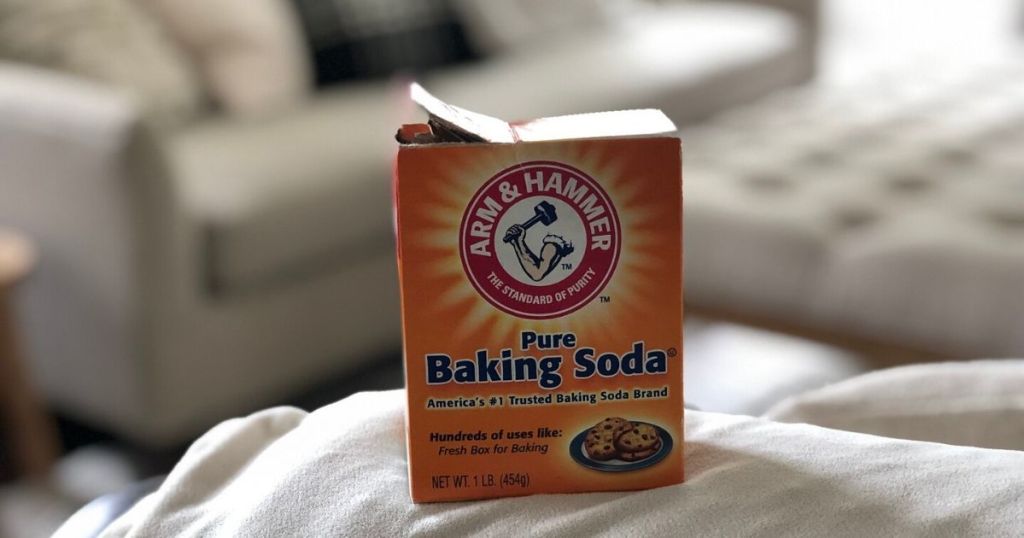 ARM & HAMMER
THE STANDARD OF PURITY
TM
TM
Pure
Baking Soda®
America's #1 Trusted Baking Soda Brand
Hundreds of uses like:
Fresh Box for Baking
NET WT. 1 LB. (454g)